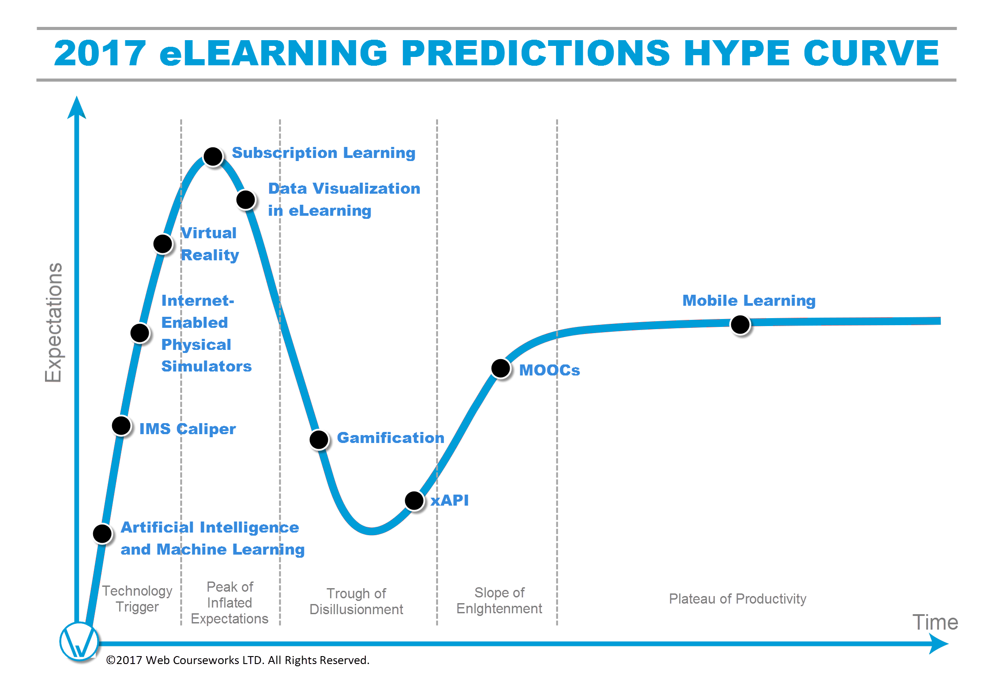 2017 eLEARNING PREDICTIONS HYPE CURVE
Subscription Learning
Data Visualization
in eLearning
Virtual
Reality
Expectations
Internet-
Enabled
Physical
Simulators
Mobile Learning
MOOCs
IMS Caliper
Gamification
xAPI
Artificial Intelligence
and Machine Learning
Technology
Trigger
Peak of
Inflated
Expectations
Trough of
Disillusionment
Slope of
Enlghtenment
Plateau of Productivity
Time
©2017 Web Courseworks LTD. All Rights Reserved.